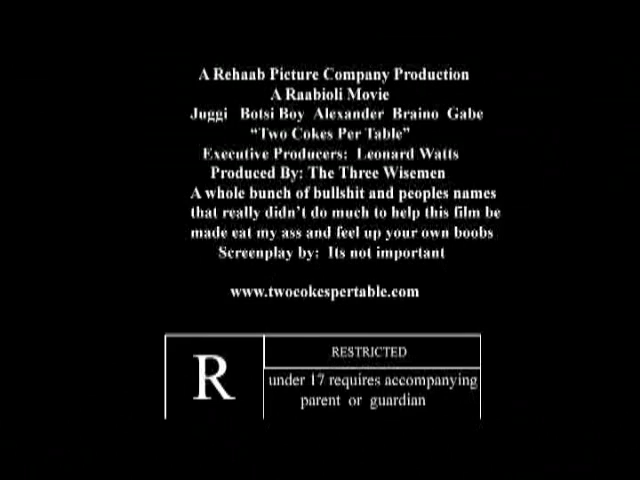 A Rehaab Picture Company Production
A Raabioli Movie
Juggi Botsi Boy Alexander Braino Gabe
“Two Cokes Per Table”
Executive Producers: Leonard Watts
Produced By: The Three Wisemen
A whole bunch of bullshit and peoples names
that really didn’t do much to help this film be
made eat my ass and feel up your own boobs
Screenplay by: Its not important
www.twocokespertable.com
R
RESTRICTED
under 17 requires accompanying
parent or guardian